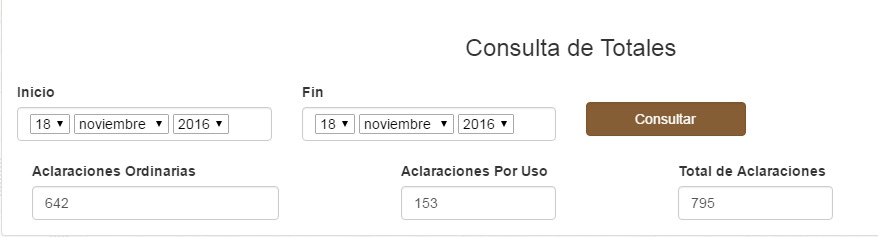 Consulta de Totales
Inicio Fin
18 noviembre 2016 18 noviembre 2016 Consultar
Aclaraciones Ordinarias Aclaraciones Por Uso Total de Aclaraciones
642 153 795